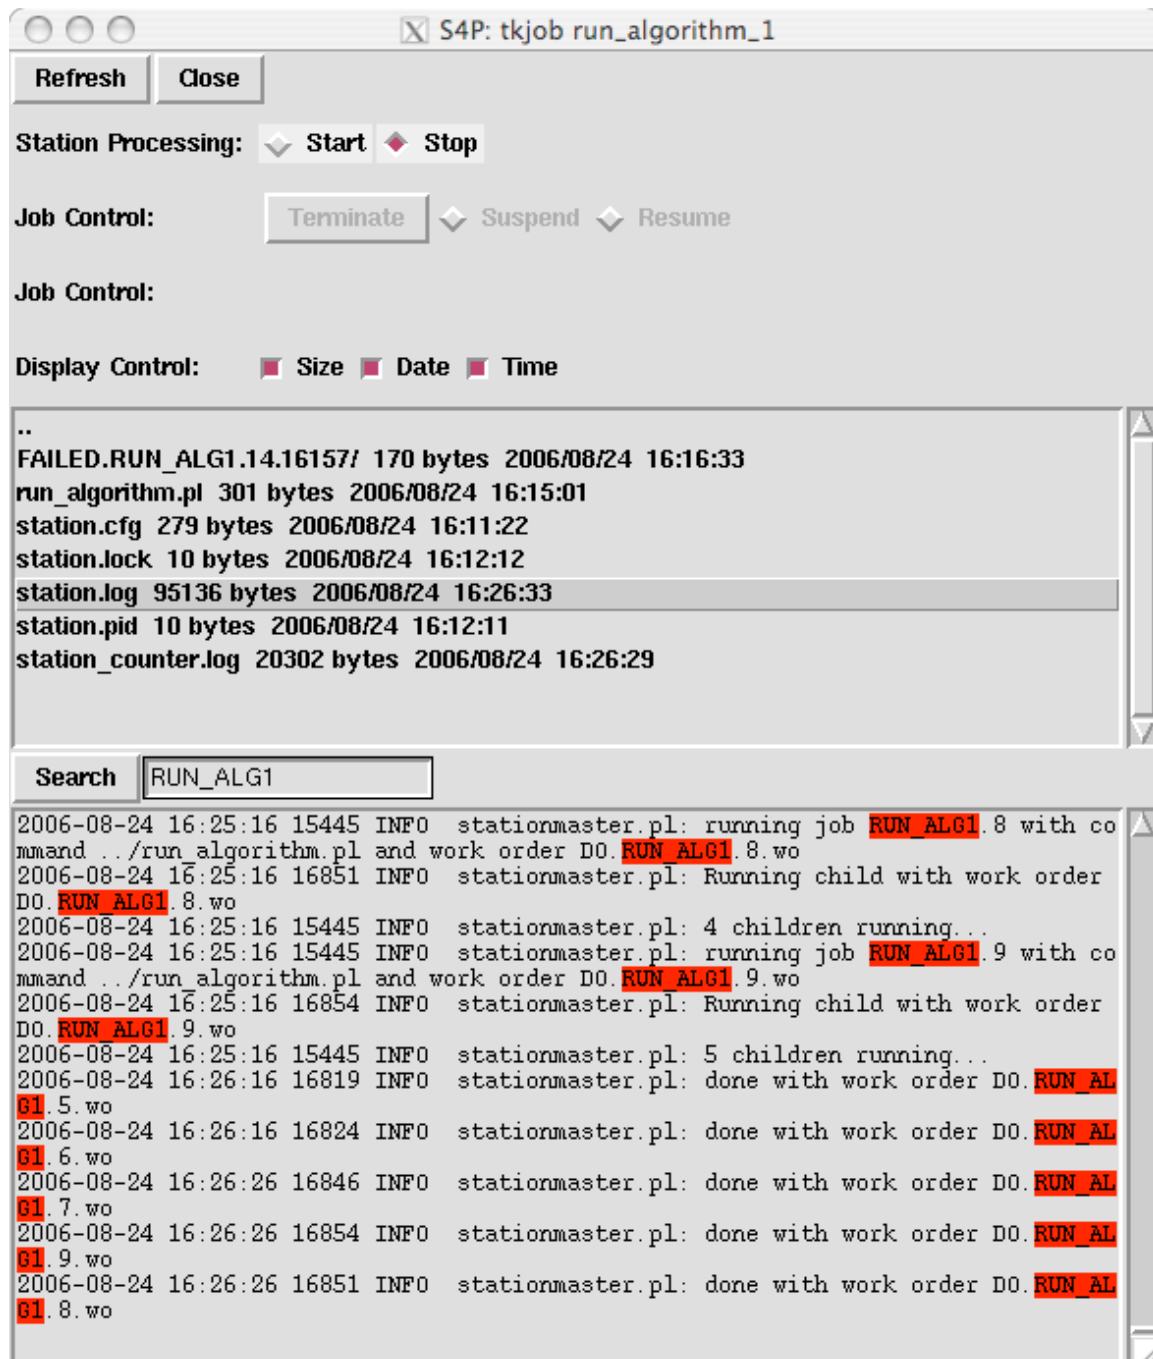 S4P: tkjob run_algorithm_1
Refresh Close
Station Processing: Start Stop
Job Control: Terminate Suspend Resume
Job Control:
Display Control: Size Date Time
..
FAILED.RUN_ALG1.14.16157/ 170 bytes 2006/08/24 16:16:33
run_algorithm.pl 301 bytes 2006/08/24 16:15:01
station.cfg 279 bytes 2006/08/24 16:11:22
station.lock 10 bytes 2006/08/24 16:12:12
station.log 95136 bytes 2006/08/24 16:26:33
station.pid 10 bytes 2006/08/24 16:12:11
station_counter.log 20302 bytes 2006/08/24 16:26:29
Search RUN_ALG1
2006-08-24 16:25:16 15445 INFO stationmaster.pl: running job RUN_ALG1.8 with co
mmand ../run_algorithm.pl and work order DO.RUN_ALG1.8.wo
2006-08-24 16:25:16 16851 INFO stationmaster.pl: Running child with work order
DO.RUN_ALG1.8.wo
2006-08-24 16:25:16 15445 INFO stationmaster.pl: 4 children running...
2006-08-24 16:25:16 15445 INFO stationmaster.pl: running job RUN_ALG1.9 with co
mmand ../run_algorithm.pl and work order DO.RUN_ALG1.9.wo
2006-08-24 16:25:16 16854 INFO stationmaster.pl: Running child with work order
DO.RUN_ALG1.9.wo
2006-08-24 16:25:16 15445 INFO stationmaster.pl: 5 children running...
2006-08-24 16:26:16 16819 INFO stationmaster.pl: done with work order DO.RUN_AL
G1.5.wo
2006-08-24 16:26:16 16824 INFO stationmaster.pl: done with work order DO.RUN_AL
G1.6.wo
2006-08-24 16:26:26 16846 INFO stationmaster.pl: done with work order DO.RUN_AL
G1.7.wo
2006-08-24 16:26:26 16854 INFO stationmaster.pl: done with work order DO.RUN_AL
G1.9.wo
2006-08-24 16:26:26 16851 INFO stationmaster.pl: done with work order DO.RUN_AL
G1.8.wo